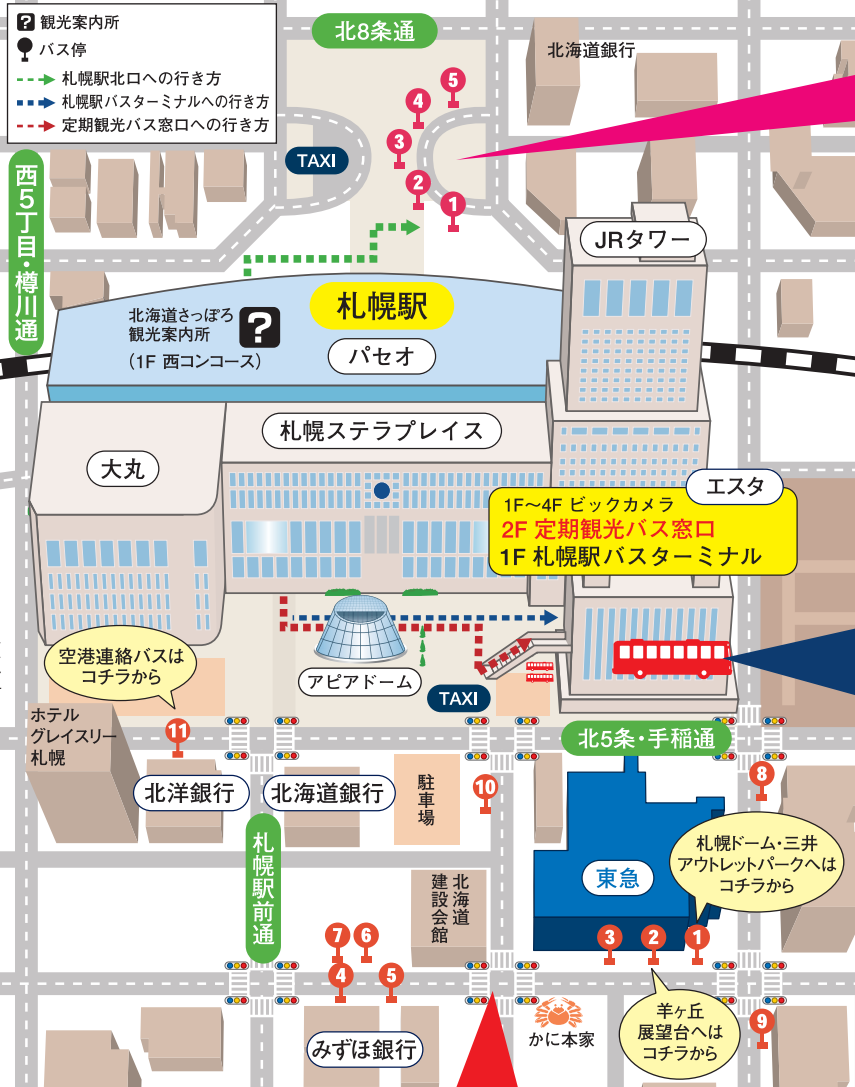 ? 観光案内所
バス停
札幌駅北口への行き方
札幌駅バスターミナルへの行き方
定期観光バス窓口への行き方
北8条通
北海道銀行
5
4
3
2
1
TAXI
西5丁目・樽川通
JRタワー
札幌駅
北海道さっぽろ
観光案内所
(1F 西コンコース)
?
パセオ
札幌ステラプレイス
大丸
エスタ
1F〜4F ビックカメラ
2F 定期観光バス窓口
1F 札幌駅バスターミナル
空港連絡バスは
コチラから
アピアドーム
TAXI
ホテル
グレイスリー
札幌
11
北5条・手稲通
北洋銀行
北海道銀行
駐車場
10
8
札幌駅前通
東急
札幌ドーム・三井
アウトレットパークへは
コチラから
北海道
建設会館
7
6
4
5
3
2
1
みずほ銀行
かに本家
羊ヶ丘
展望台へは
コチラから
9